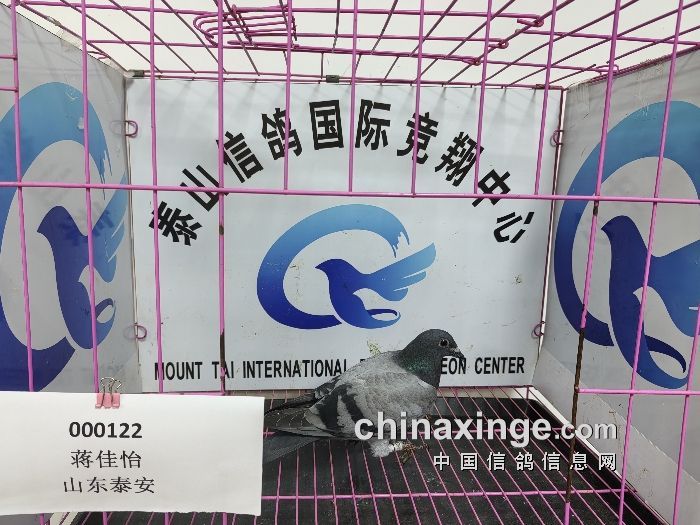 泰山信鸽国际竞翔中心
MOUNT TAI INTERNATIONAL EON CENTER
000122
蒋佳怡
山东泰安
chinaxinge.com
中国信鸽信息网